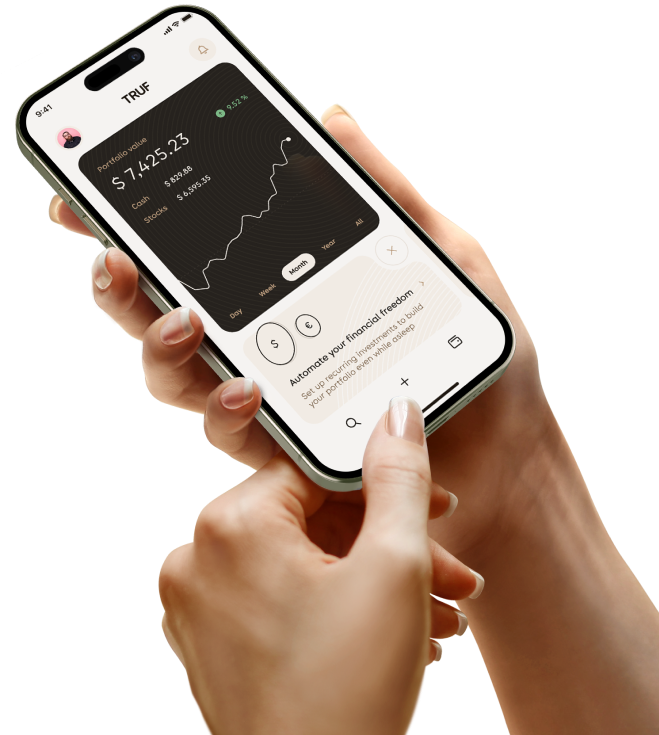 9:41
TRUF
Portfolio value
9.52 %
$ 7,425.23
Cash $ 829.88
Stocks $ 6,595.35
Day Week Month Year All
$ €
Automate your financial freedom
Set up recurring investments to build
your portfolio even while asleep